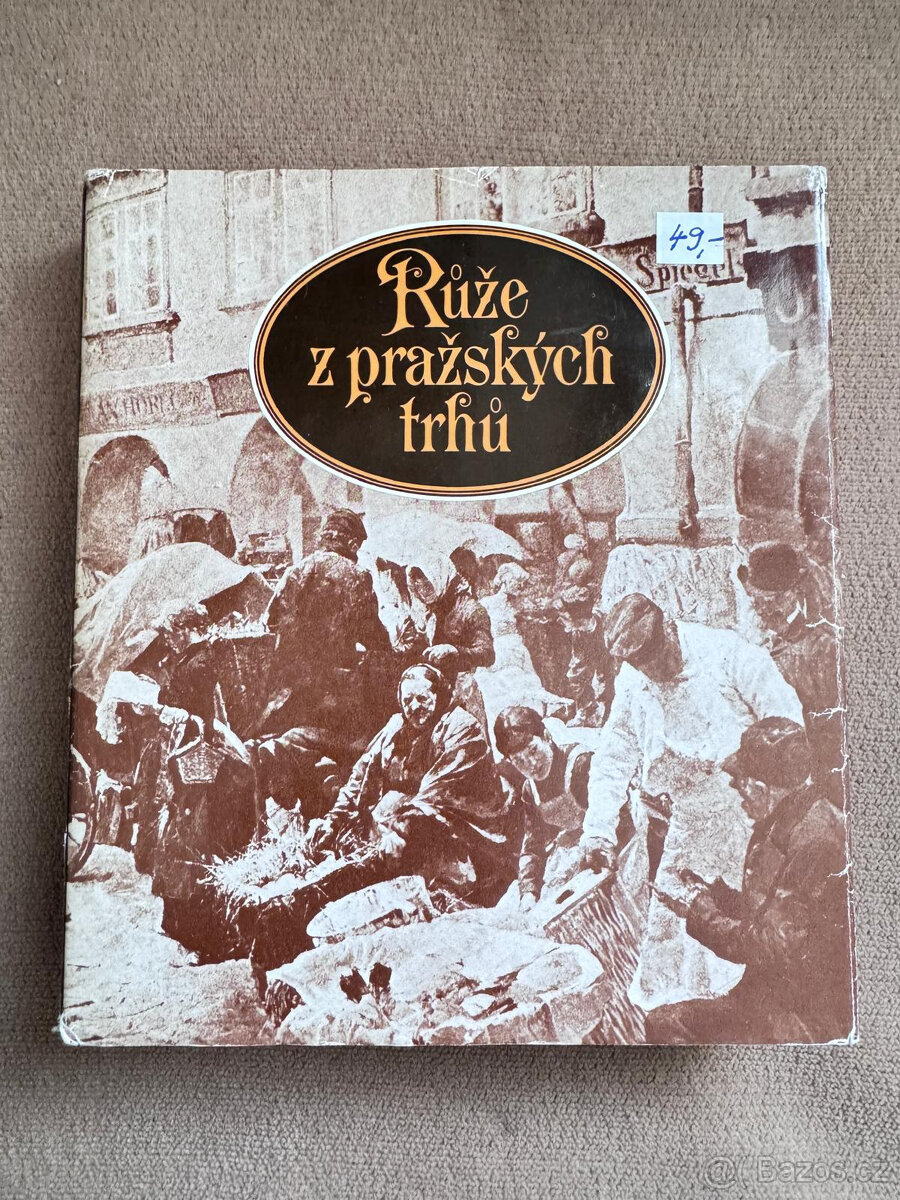 49,-
Růže
z pražských
trhů
Spiegel
@ Bazos.cz